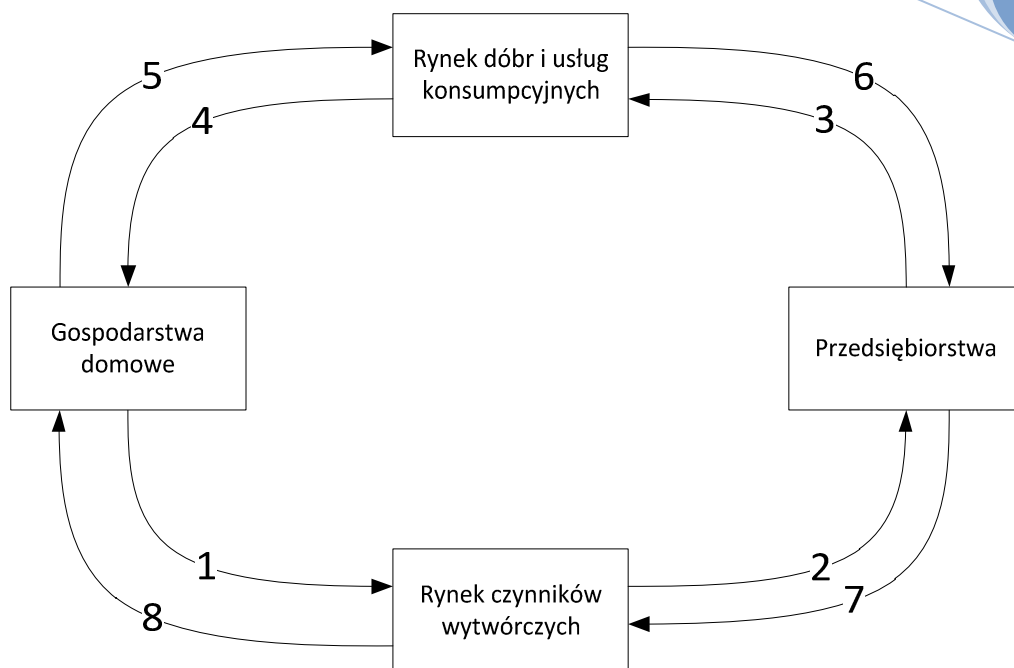 Rynek dóbr i usług
konsumpcyjnych
5
6
4
3
Gospodarstwa
domowe
Przedsiębiorstwa
1
2
8
7
Rynek czynników
wytwórczych